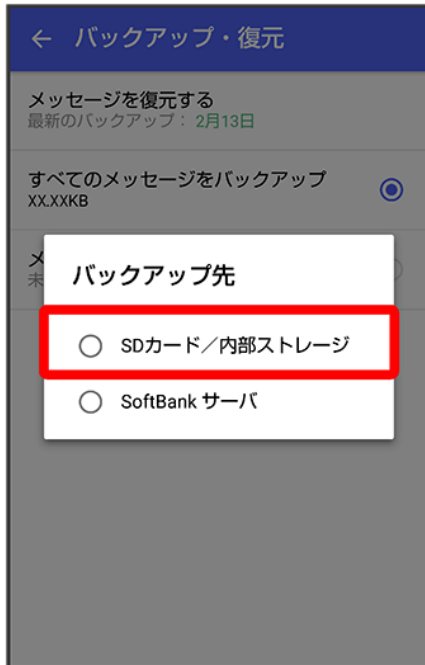 ← バックアップ・復元
メッセージを復元する
最新のバックアップ： 2月13日
すべてのメッセージをバックアップ
XX.XXKB
メ
未
バックアップ先
SDカード／内部ストレージ
SoftBank サーバ